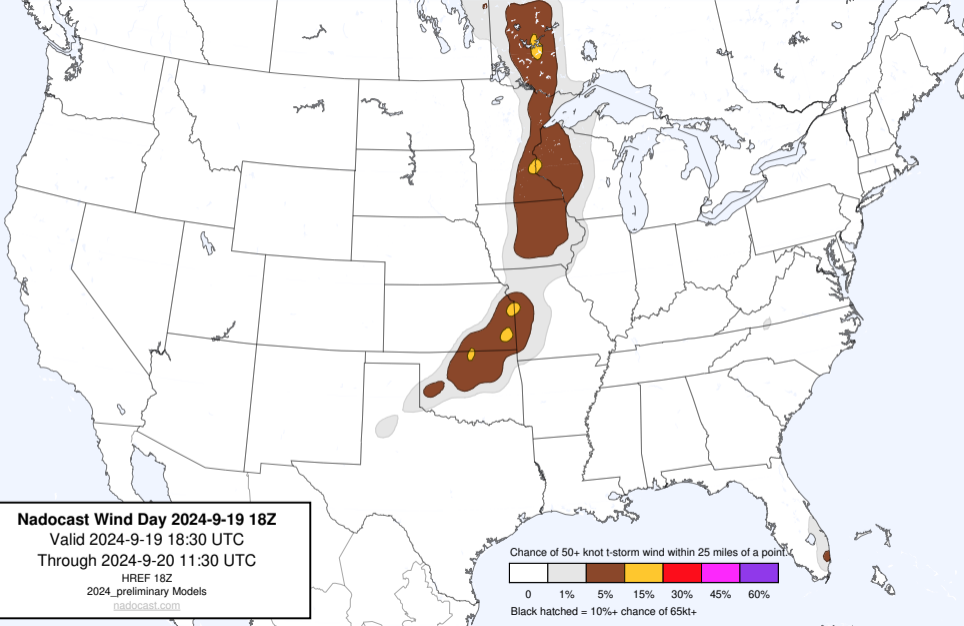 Nadocast Wind Day 2024-9-19 18Z
Valid 2024-9-19 18:30 UTC
Through 2024-9-20 11:30 UTC
HREF 18Z
2024_preliminary Models
nadocast.com
Chance of 50+ knot t-storm wind within 25 miles of a point.
0 1% 5% 15% 30% 45% 60%
Black hatched = 10%+ chance of 65kt+